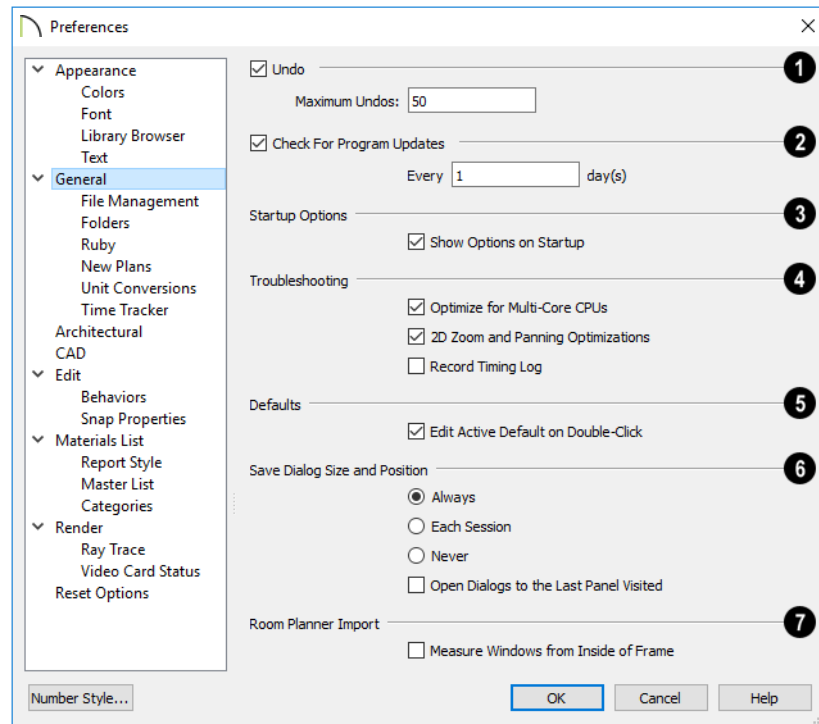 Preferences
Appearance
Colors
Font
Library Browser
Text
General
File Management
Folders
Ruby
New Plans
Unit Conversions
Time Tracker
Architectural
CAD
Edit
Behaviors
Snap Properties
Materials List
Report Style
Master List
Categories
Render
Ray Trace
Video Card Status
Reset Options
Undo 1
Maximum Undos: 50
Check For Program Updates 2
Every 1 day(s)
Startup Options 3
Show Options on Startup
Troubleshooting 4
Optimize for Multi-Core CPUs
2D Zoom and Panning Optimizations
Record Timing Log
Defaults 5
Edit Active Default on Double-Click
Save Dialog Size and Position 6
Always
Each Session
Never
Open Dialogs to the Last Panel Visited
Room Planner Import 7
Measure Windows from Inside of Frame
Number Style... OK Cancel Help